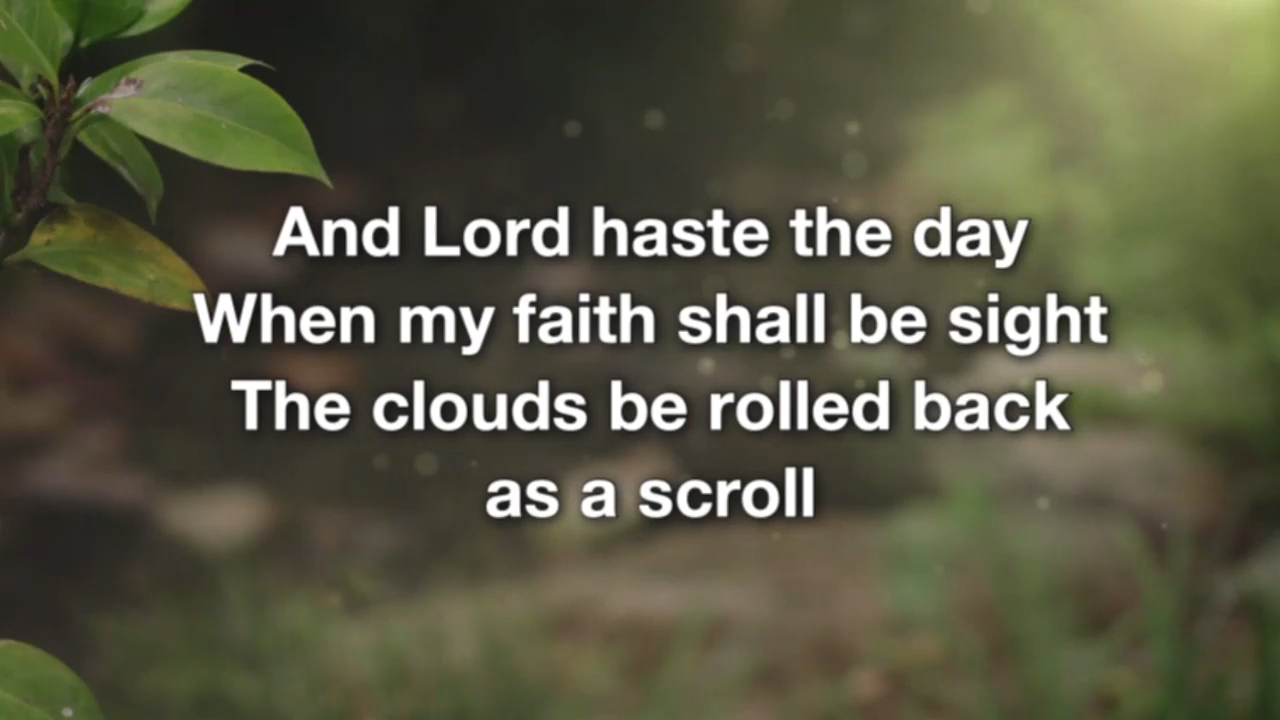 And Lord haste the day
When my faith shall be sight
The clouds be rolled back
as a scroll